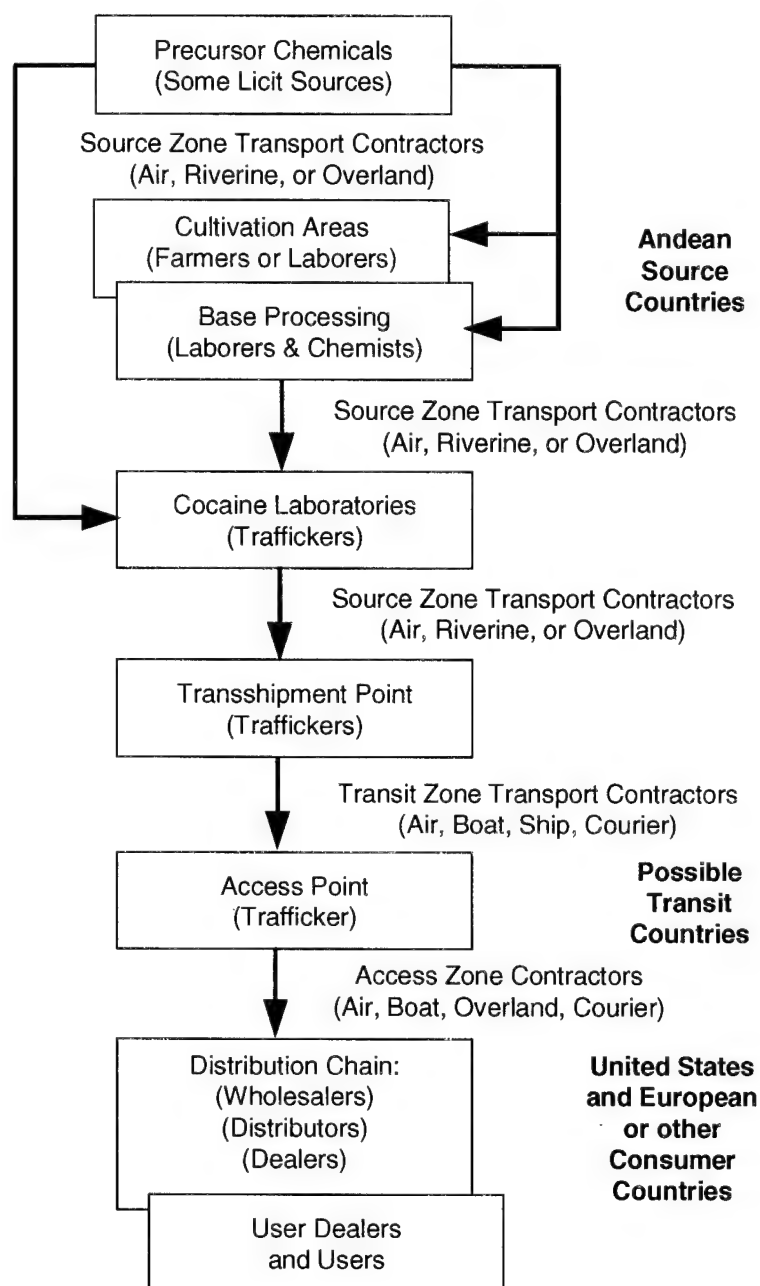 Precursor Chemicals
(Some Licit Sources)
Source Zone Transport Contractors
(Air, Riverine, or Overland)
Cultivation Areas
(Farmers or Laborers)
Andean
Source
Countries
Base Processing
(Laborers & Chemists)
Source Zone Transport Contractors
(Air, Riverine, or Overland)
Cocaine Laboratories
(Traffickers)
Source Zone Transport Contractors
(Air, Riverine, or Overland)
Transshipment Point
(Traffickers)
Transit Zone Transport Contractors
(Air, Boat, Ship, Courier)
Access Point
(Trafficker)
Possible
Transit
Countries
Access Zone Contractors
(Air, Boat, Overland, Courier)
Distribution Chain:
(Wholesalers)
(Distributors)
(Dealers)
United States
and European
or other
Consumer
Countries
User Dealers
and Users